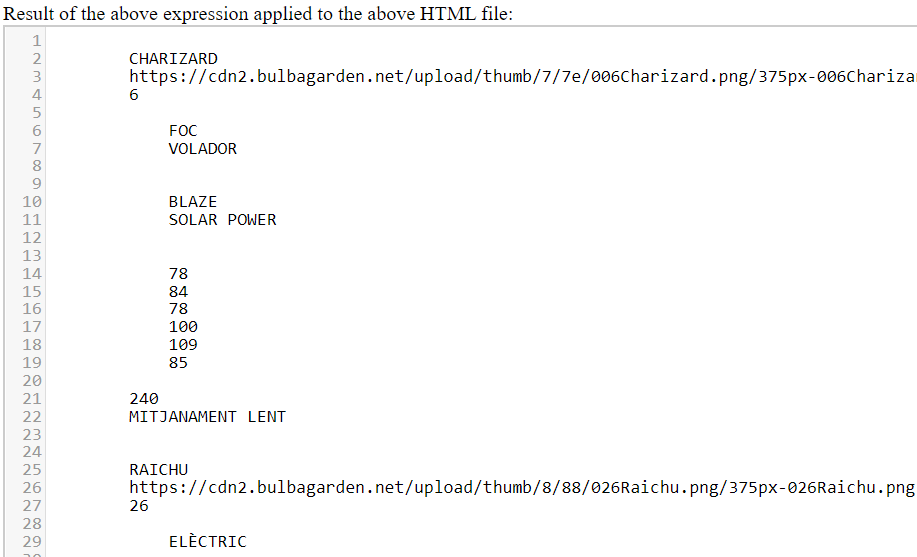 Result of the above expression applied to the above HTML file:
1
2 CHARIZARD
3 https://cdn2.bulbagarden.net/upload/thumb/7/7e/006Charizard.png/375px-006Chariza
4 6
5
6 FOC
7 VOLADOR
8
9
10 BLAZE
11 SOLAR POWER
12
13
14 78
15 84
16 78
17 100
18 109
19 85
20
21 240
22 MITJANAMENT LENT
23
24
25 RAICHU
26 https://cdn2.bulbagarden.net/upload/thumb/8/88/026Raichu.png/375px-026Raichu.png
27 26
28
29 ELÈCTRIC